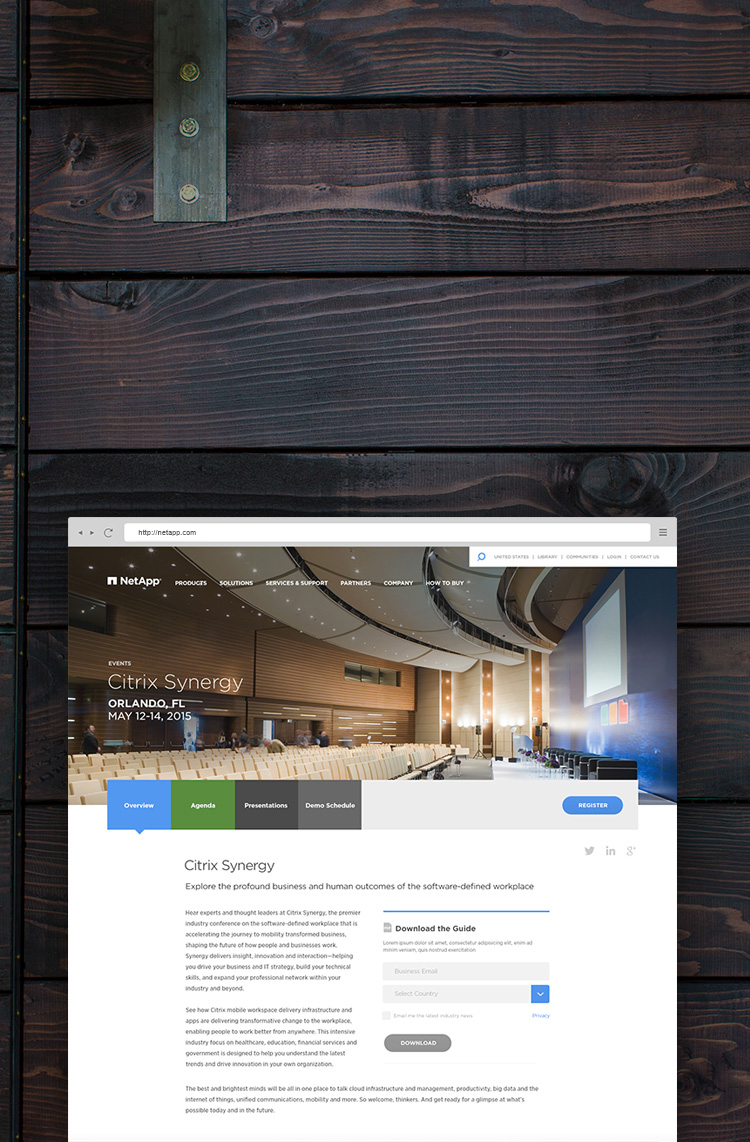 http://netapp.com
UNITED STATES | LIBRARY | COMMUNITIES | LOGIN | CONTACT US
NetApp
PRODUCES SOLUTIONS SERVICES & SUPPORT PARTNERS COMPANY HOW TO BUY
EVENTS
Citrix Synergy
ORLANDO, FL
MAY 12-14, 2015
Overview Agenda Presentations Demo Schedule REGISTER
Citrix Synergy
Explore the profound business and human outcomes of the software-defined workplace
Hear experts and thought leaders at Citrix Synergy, the premier
industry conference on the software-defined workplace that is
accelerating the journey to mobility transformed business,
shaping the future of how people and businesses work.
Synergy delivers insight, innovation and interaction—helping
you drive your business and IT strategy, build your technical
skills, and expand your professional network within your
industry and beyond.
See how Citrix mobile workspace delivery infrastructure and
apps are delivering transformative change to the workplace,
enabling people to work better from anywhere. This intensive
industry focus on healthcare, education, financial services and
government is designed to help you understand the latest
trends and drive innovation in your own organization.
Download the Guide
Lorem ipsum dolor sit amet, consectetur adipisicing elit, enim ad
minim veniam, quis nostrud exercitation
Business Email
Select Country
Email me the latest industry news Privacy
DOWNLOAD
The best and brightest minds will be all in one place to talk cloud infrastructure and management, productivity, big data and the
internet of things, unified communications, mobility and more. So welcome, thinkers. And get ready for a glimpse at what's
possible today and in the future.